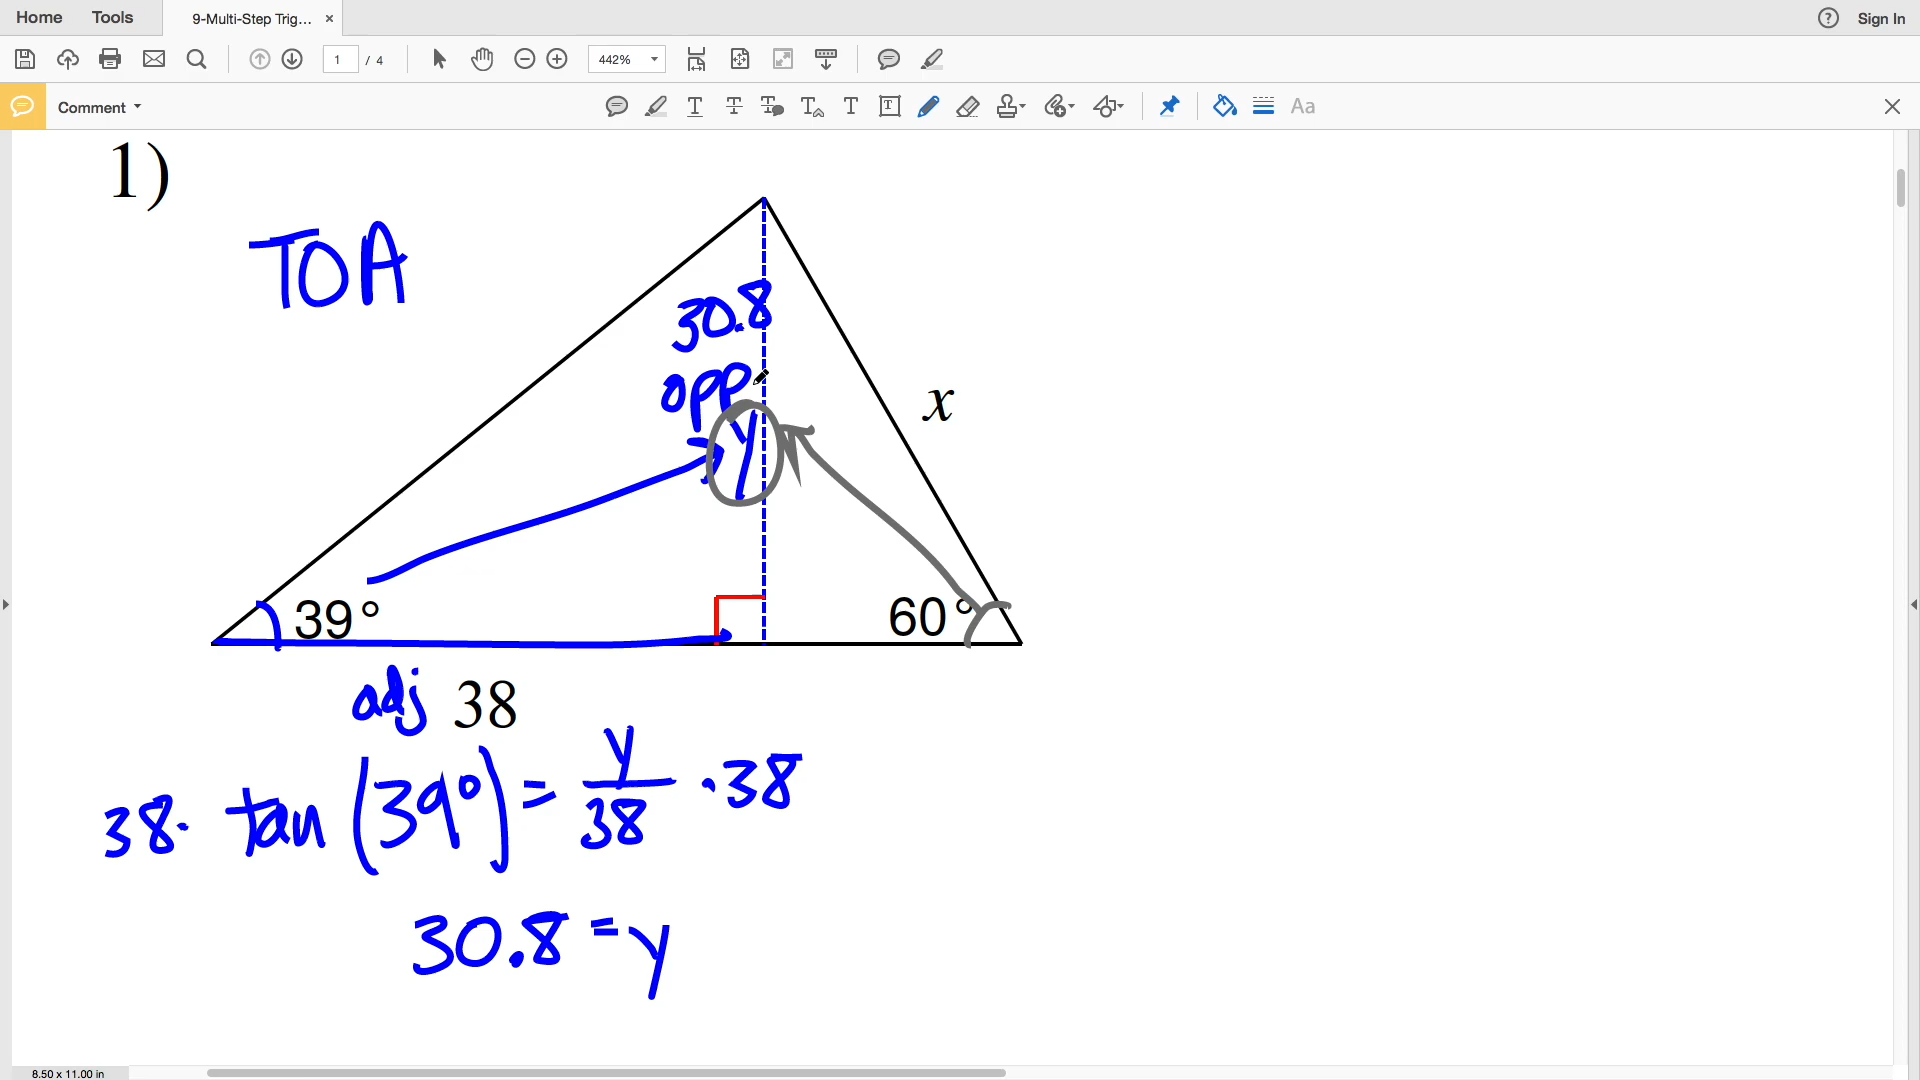 Home Tools 9-Multi-Step Trig... × ? Sign In
1 / 4 442%
Comment T T T T T T Aa
1)
TOA
30.8
opp
x
y
39° 60°
adj 38
38· tan (39°) = y/38 ·38
30.8 = y
8.50 x 11.00 in